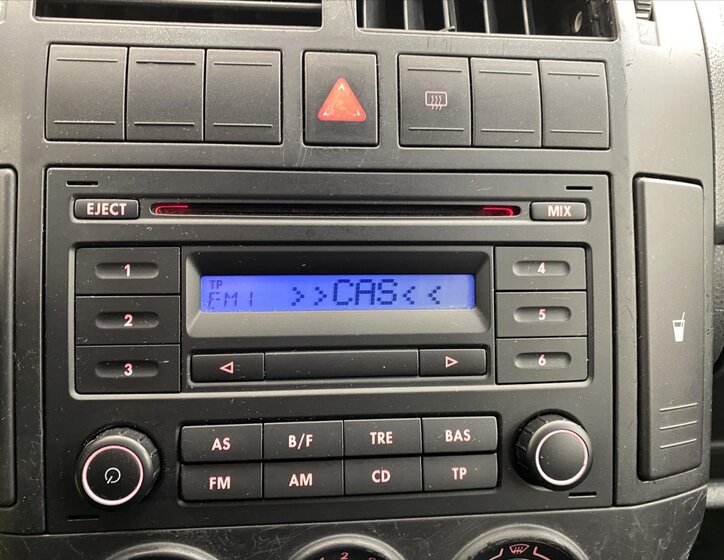 EJECT MIX
1 4
TP
FM1 >>CAS<<
2 5
3 6
AS B/F TRE BAS
FM AM CD TP